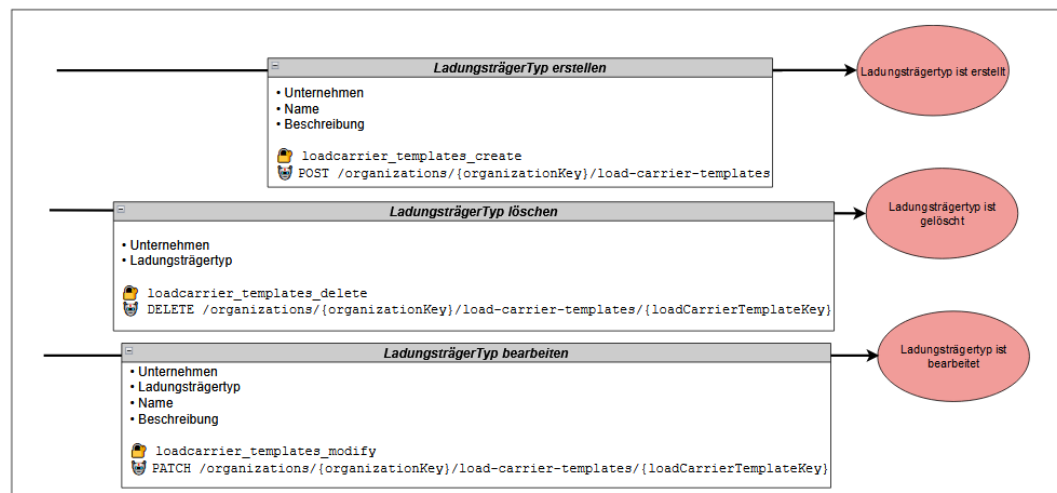 LadungsträgerTyp erstellen
• Unternehmen
• Name
• Beschreibung
loadcarrier_templates_create
POST /organizations/{organizationKey}/load-carrier-templates
Ladungsträgertyp ist erstellt
LadungsträgerTyp löschen
• Unternehmen
• Ladungsträgertyp
loadcarrier_templates_delete
DELETE /organizations/{organizationKey}/load-carrier-templates/{loadCarrierTemplateKey}
Ladungsträgertyp ist
gelöscht
LadungsträgerTyp bearbeiten
• Unternehmen
• Ladungsträgertyp
• Name
• Beschreibung
loadcarrier_templates_modify
PATCH /organizations/{organizationKey}/load-carrier-templates/{loadCarrierTemplateKey}
Ladungsträgertyp ist
bearbeitet